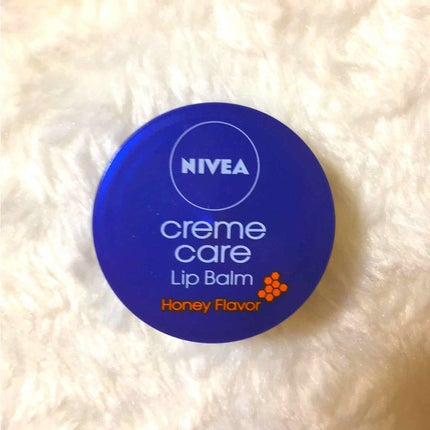 NIVEA
creme
care
Lip Balm
Honey Flavor